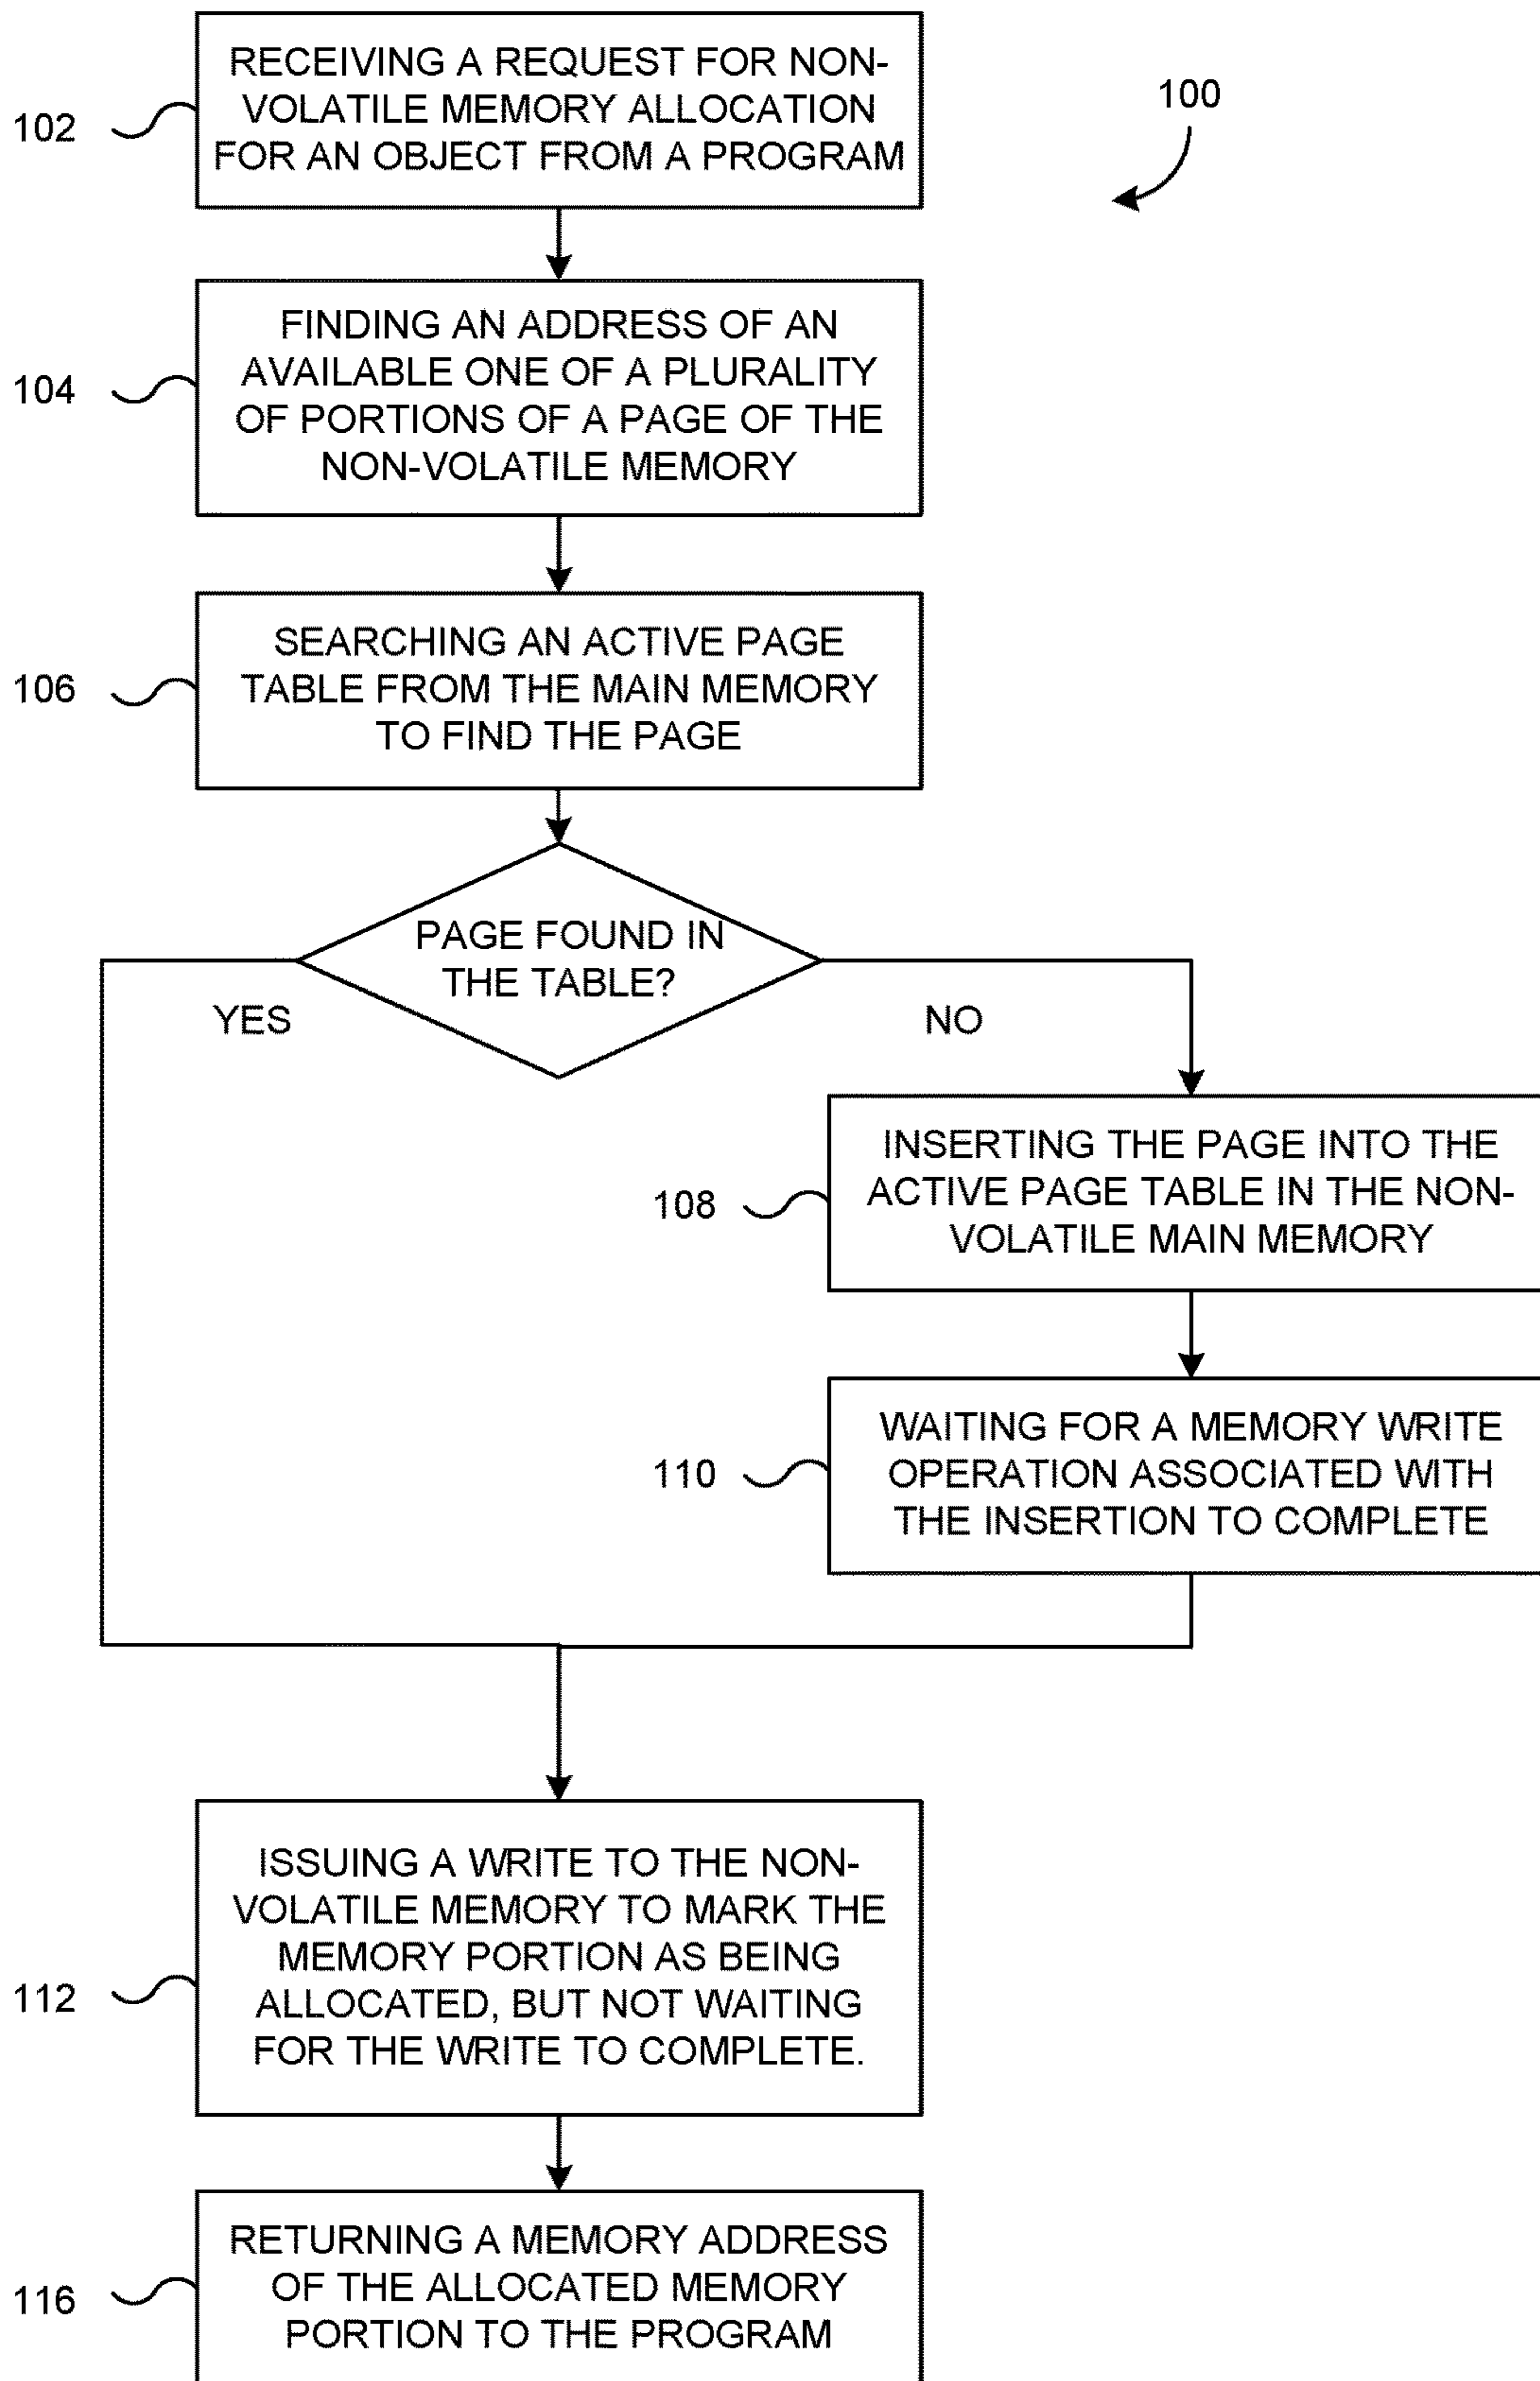 100
102
RECEIVING A REQUEST FOR NON-
VOLATILE MEMORY ALLOCATION
FOR AN OBJECT FROM A PROGRAM
104
FINDING AN ADDRESS OF AN
AVAILABLE ONE OF A PLURALITY
OF PORTIONS OF A PAGE OF THE
NON-VOLATILE MEMORY
106
SEARCHING AN ACTIVE PAGE
TABLE FROM THE MAIN MEMORY
TO FIND THE PAGE
PAGE FOUND IN
THE TABLE?
YES
NO
108
INSERTING THE PAGE INTO THE
ACTIVE PAGE TABLE IN THE NON-
VOLATILE MAIN MEMORY
110
WAITING FOR A MEMORY WRITE
OPERATION ASSOCIATED WITH
THE INSERTION TO COMPLETE
112
ISSUING A WRITE TO THE NON-
VOLATILE MEMORY TO MARK THE
MEMORY PORTION AS BEING
ALLOCATED, BUT NOT WAITING
FOR THE WRITE TO COMPLETE.
116
RETURNING A MEMORY ADDRESS
OF THE ALLOCATED MEMORY
PORTION TO THE PROGRAM